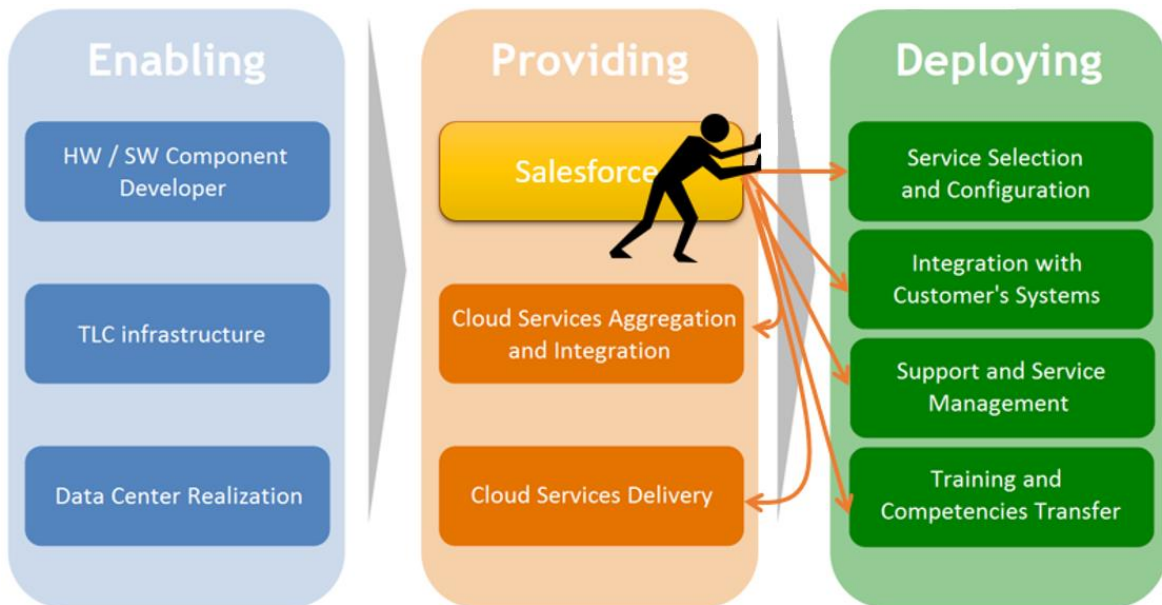 Enabling
HW / SW Component
Developer
TLC infrastructure
Data Center Realization
Providing
Salesforce
Cloud Services Aggregation
and Integration
Cloud Services Delivery
Deploying
Service Selection
and Configuration
Integration with
Customer's Systems
Support and Service
Management
Training and
Competencies Transfer